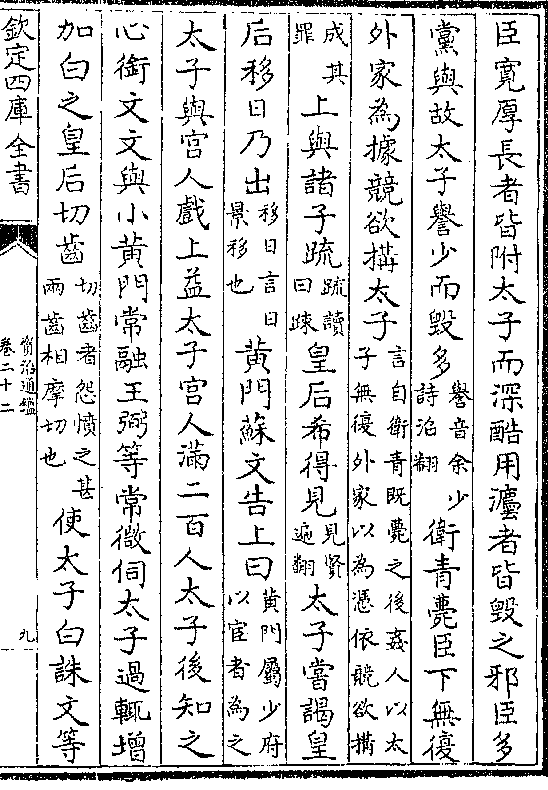 臣寛厚長者皆附太子而深酷用灋者皆毁之邪臣多
黨與故太子譽少而毁多譽音余少詩沼翻衛青薨臣下無復
外家為據競欲搆太子言自衛青既薨之後姦人以太子無復外家以為憑依競欲搆
成其罪上與諸子疏疏讀曰踈皇后希得見見賢遍翻太子嘗謁皇
后移日乃出移日言日景移也黄門蘇文告上曰黄門屬少府以宦者為之
太子與宫人戲上益太子宫人滿二百人太子後知之
心銜文文與小黄門常融王弼等常微伺太子過輒增
加白之皇后切齒切齒者怨憤之甚兩齒相摩切也使太子白誅文等
欽定四庫全書
資治通鑑
卷二十二
九